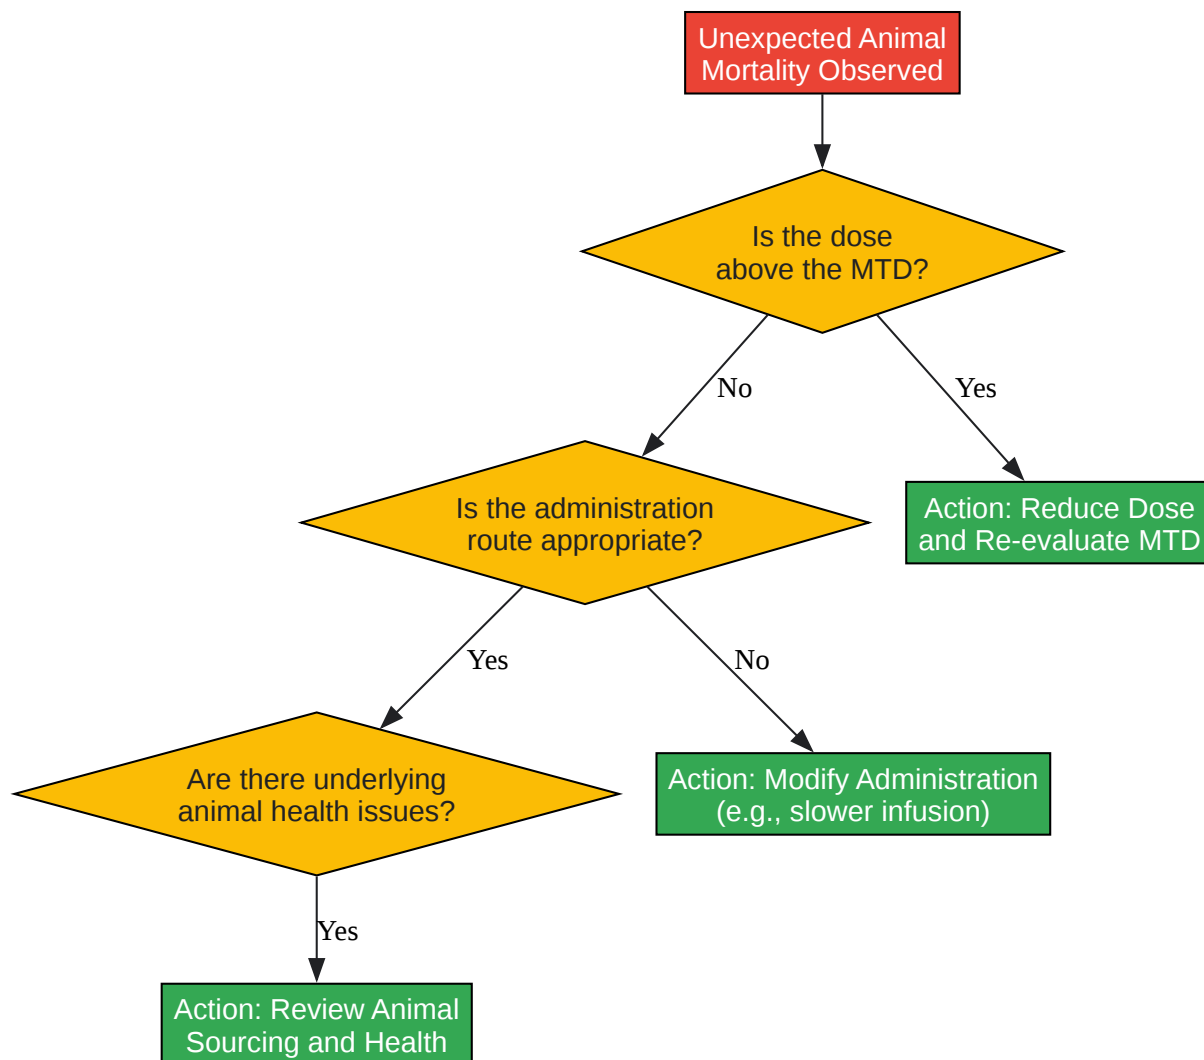 Unexpected Animal
Mortality Observed
Is the dose
above the MTD?
No
Yes
Is the administration
route appropriate?
Action: Reduce Dose
and Re-evaluate MTD
Yes
No
Are there underlying
animal health issues?
Action: Modify Administration
(e.g., slower infusion)
Yes
Action: Review Animal
Sourcing and Health